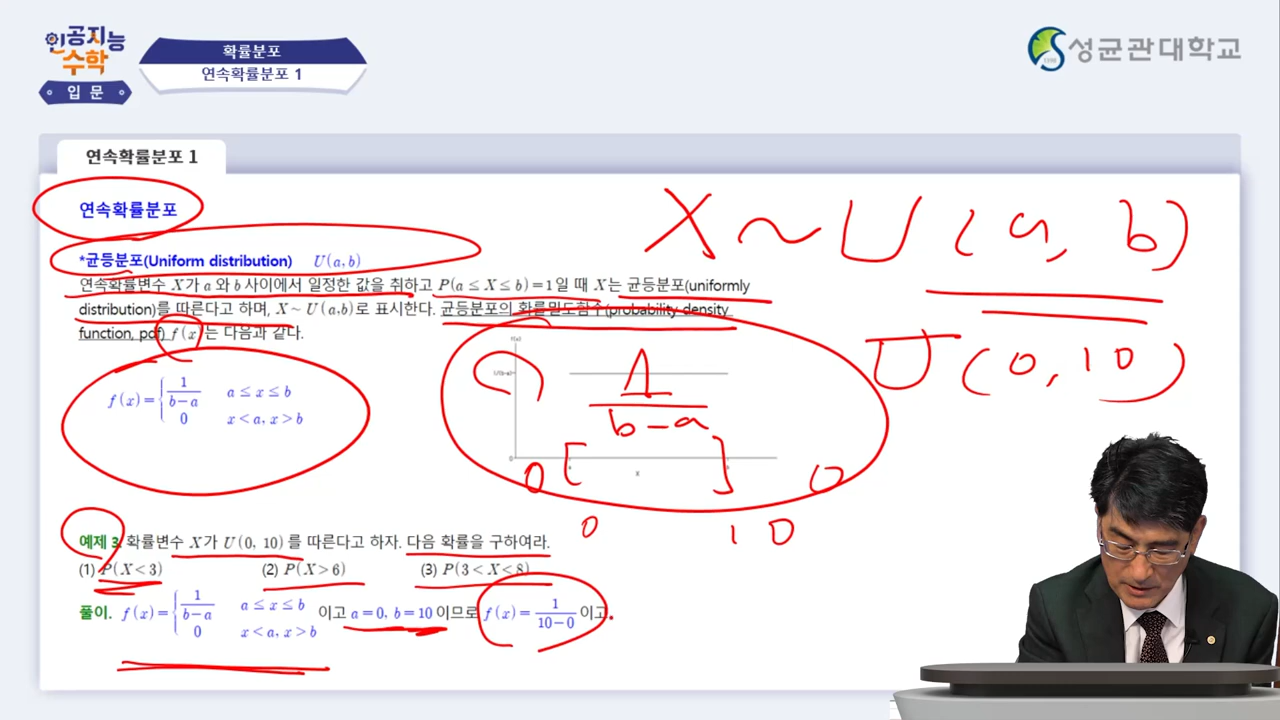 인공지능
수학
입 문
확률분포
연속확률분포 1
성균관대학교
연속확률분포 1
연속확률분포
*균등분포(Uniform distribution) U(a, b)
연속확률변수 X가 a 와 b 사이에서 일정한 값을 취하고 P(a ≤ X ≤ b) = 1일 때 X는 균등분포(uniformly
distribution)를 따른다고 하며, X ~ U(a,b)로 표시한다. 균등분포의 확률밀도함수(probability density
function, pdf) f(x)는 다음과 같다.
f(x) = { 1/(b-a) a ≤ x ≤ b
0 x < a, x > b
X ~ U(a, b)
U(0, 10)
1/(b-a)
0 [ ] 0
0 10
예제 3. 확률변수 X가 U(0, 10)를 따른다고 하자. 다음 확률을 구하여라.
(1) P(X < 3) (2) P(X > 6) (3) P(3 < X < 8)
풀이. f(x) = { 1/(b-a) a ≤ x ≤ b 이고 a = 0, b = 10 이므로 f(x) = 1/(10-0) 이고.
0 x < a, x > b